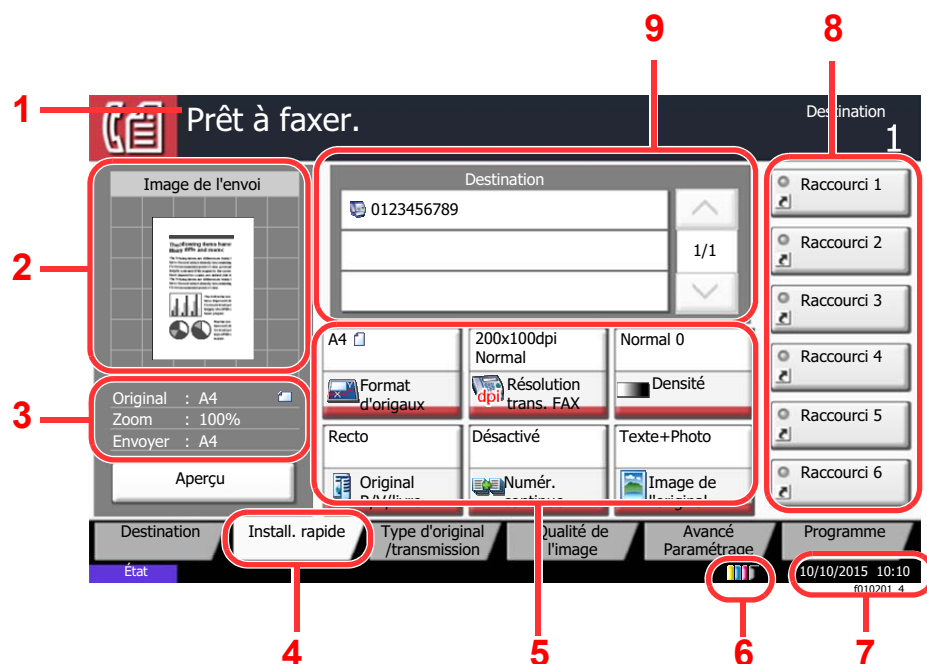 9
8
1
Prêt à faxer.
Destination
1
Image de l'envoi
2
Destination
0123456789
1/1
Raccourci 1
Raccourci 2
Raccourci 3
Raccourci 4
Raccourci 5
Raccourci 6
3
Original : A4
Zoom : 100%
Envoyer : A4
Aperçu
A4
Format
d'origaux
200x100dpi
Normal
dpi
Résolution
trans. FAX
Normal 0
Densité
Recto
Original
Désactivé
Numér.
continue
Texte+Photo
Image de
l'original
Destination
Install. rapide
Type d'original
/transmission
Qualité de
l'image
Avancé
Paramétrage
Programme
État
10/10/2015 10:10
f010201_4
4
5
6
7